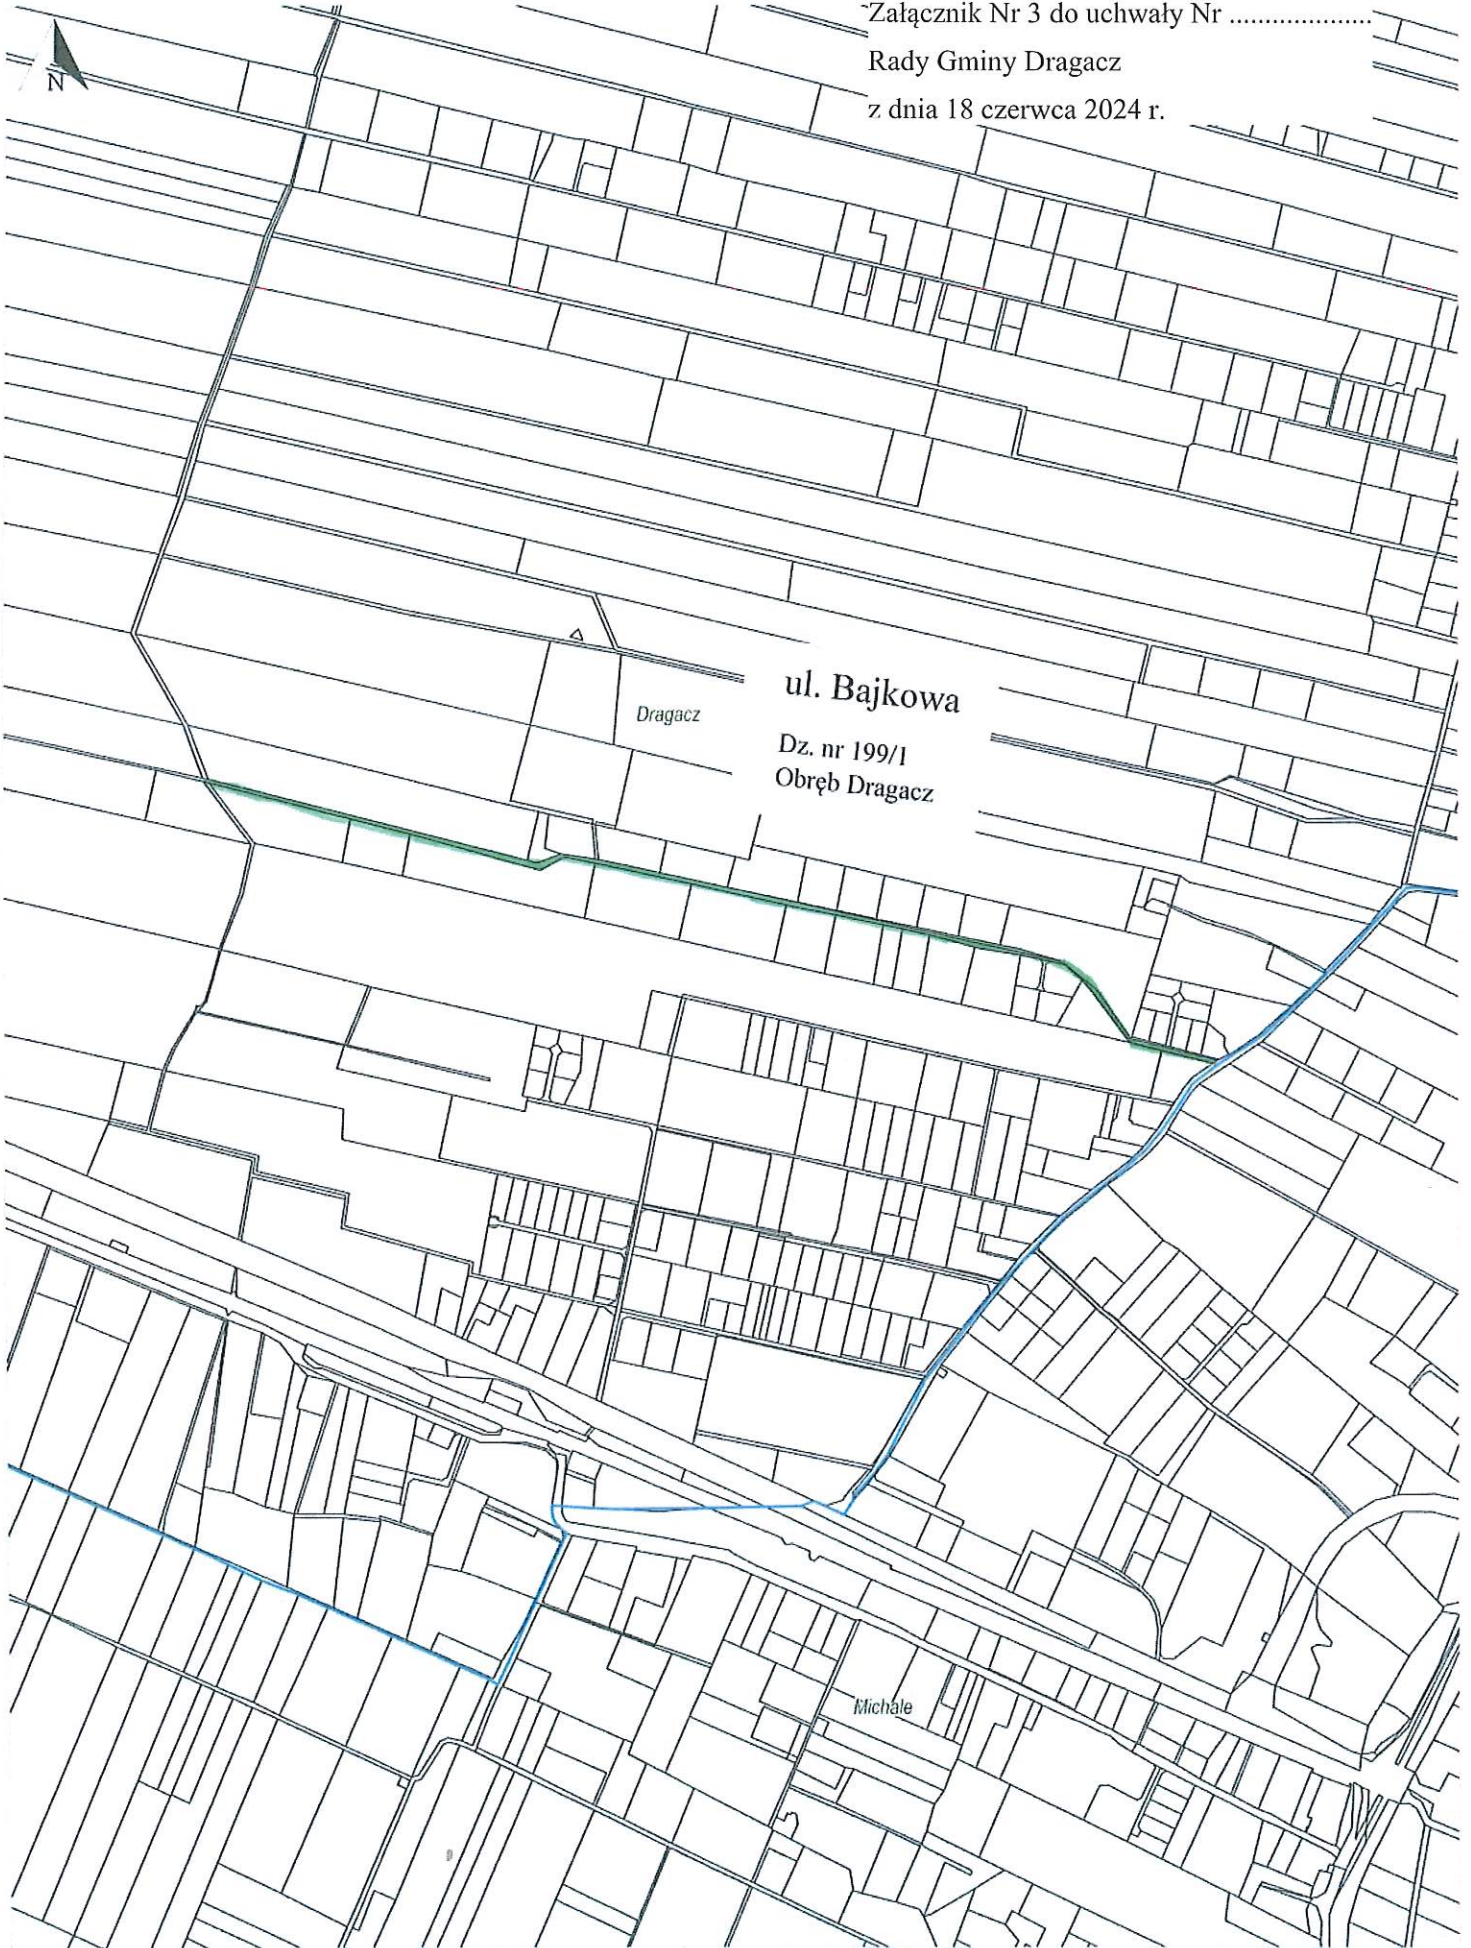 Załącznik Nr 3 do uchwały Nr ....................
Rady Gminy Dragacz
z dnia 18 czerwca 2024 r.
N
ul. Bajkowa
Dragacz
Dz. nr 199/1
Obręb Dragacz
Michale